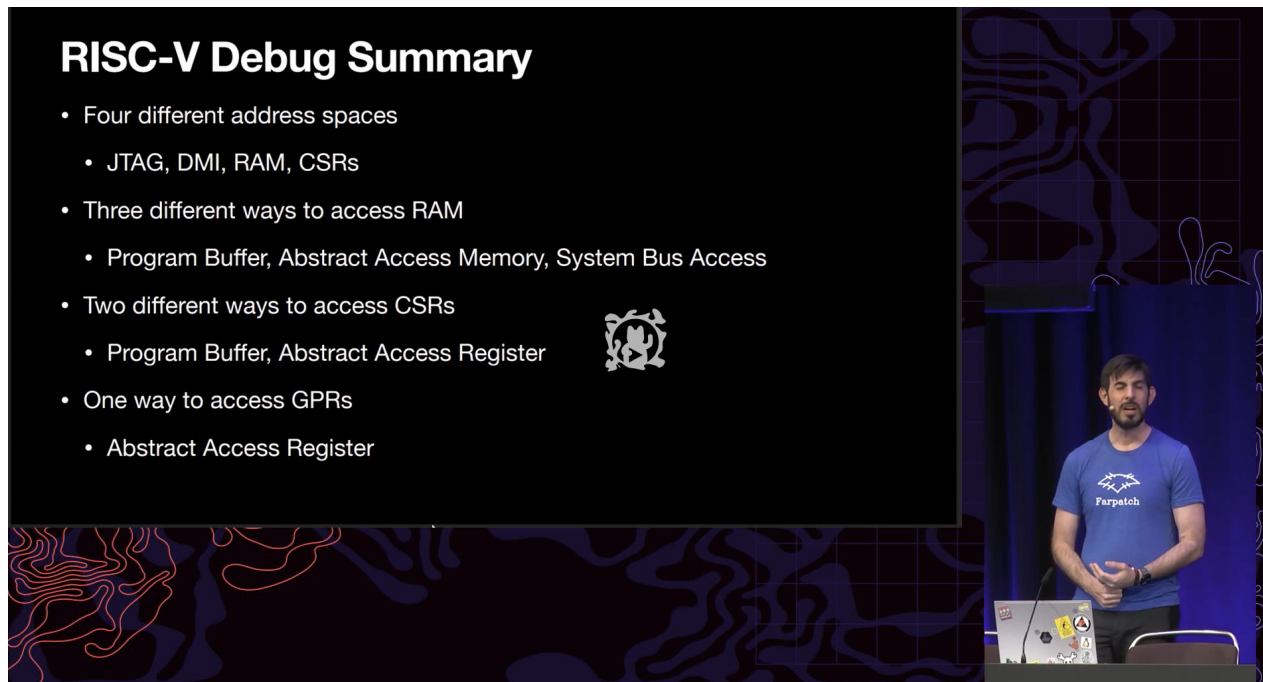 RISC-V Debug Summary
• Four different address spaces
• JTAG, DMI, RAM, CSRs
• Three different ways to access RAM
• Program Buffer, Abstract Access Memory, System Bus Access
• Two different ways to access CSRs
• Program Buffer, Abstract Access Register
• One way to access GPRs
• Abstract Access Register
Farpatch